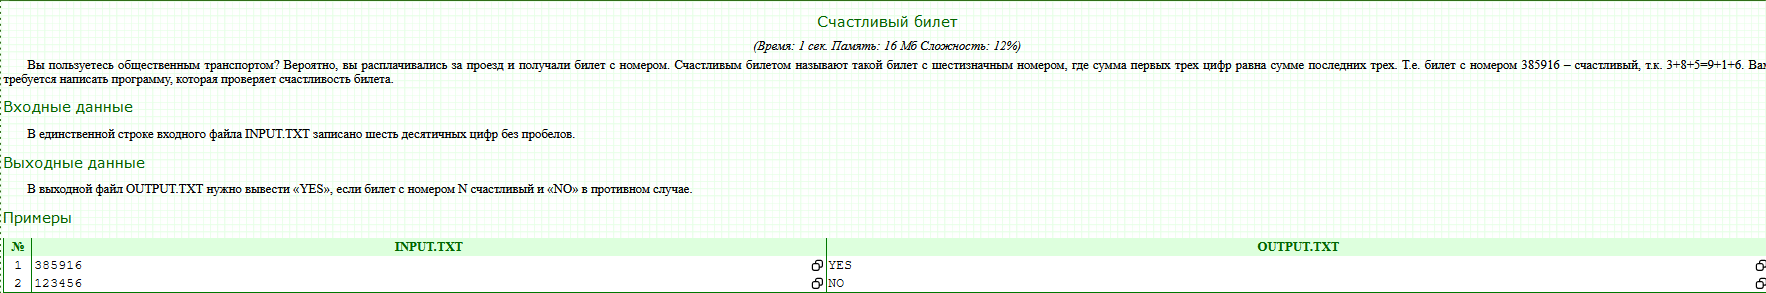 Счастливый билет
(Время: 1 сек. Память: 16 Мб Сложность: 12%)
Вы пользуетесь общественным транспортом? Вероятно, вы расплачивались за проезд и получали билет с номером. Счастливым билетом называют такой билет с шестизначным номером, где сумма первых трех цифр равна сумме последних трех. Т.е. билет с номером 385916 – счастливый, т.к. 3+8+5=9+1+6. Вам
требуется написать программу, которая проверяет счастливость билета.
Входные данные
В единственной строке входного файла INPUT.TXT записано шесть десятичных цифр без пробелов.
Выходные данные
В выходной файл OUTPUT.TXT нужно вывести «YES», если билет с номером N счастливый и «NO» в противном случае.
Примеры
№ INPUT.TXT OUTPUT.TXT
1 385916 YES
2 123456 NO